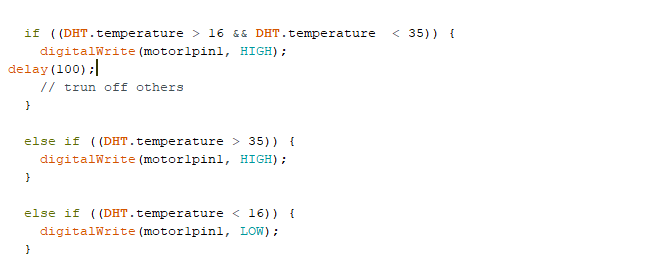 if ((DHT.temperature > 16 && DHT.temperature  < 35)) {
digitalWrite(motor1pin1, HIGH);
delay(100);
// trun off others
}
else if ((DHT.temperature > 35)) {
digitalWrite(motor1pin1, HIGH);
}
else if ((DHT.temperature < 16)) {
digitalWrite(motor1pin1, LOW);
}